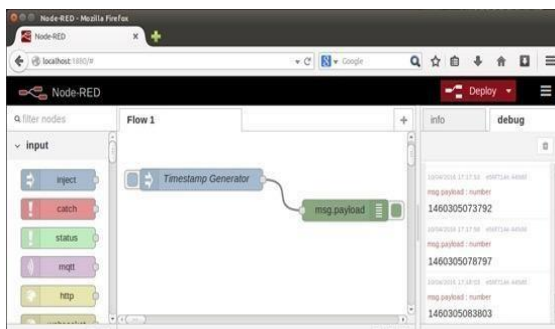 Node-RED - Mozilla Firefox
Node-RED
localhost:1880/#
Google
Node-RED
Deploy
filter nodes
Flow 1
info
debug
input
inject
catch
status
mqtt
http
websocket
Timestamp Generator
msg.payload
msg.payload : number
1460305073792
msg.payload : number
1460305078797
msg.payload : number
1460305083803